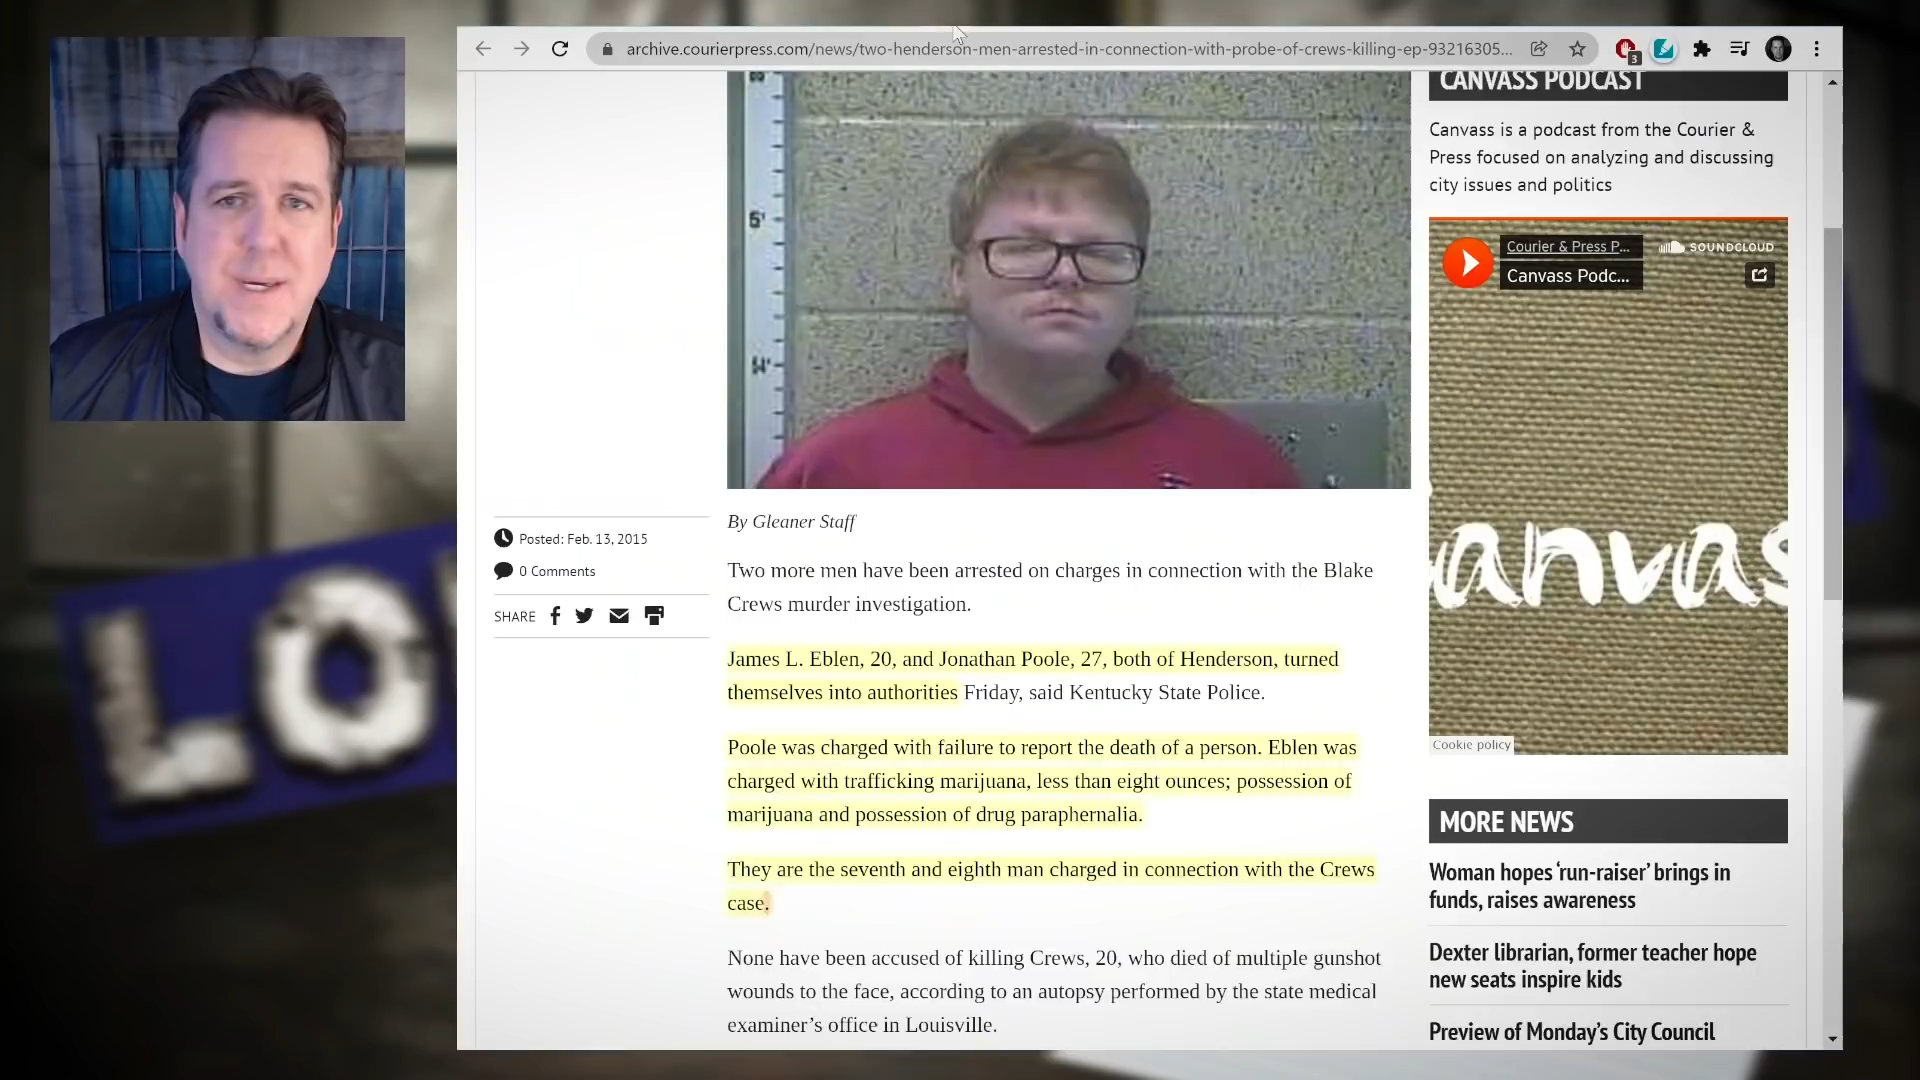 archive.courierpress.com/news/two-henderson-men-arrested-in-connection-with-probe-of-crews-killing-ep-93216305...
3
CANVASS PODCAST
Canvass is a podcast from the Courier &
Press focused on analyzing and discussing
city issues and politics
Courier & Press P...
SOUNDCLOUD
Canvass Podc...
anvas
Cookie policy
5'
Posted: Feb. 13, 2015
0 Comments
SHARE
By Gleaner Staff
Two more men have been arrested on charges in connection with the Blake
Crews murder investigation.
James L. Eblen, 20, and Jonathan Poole, 27, both of Henderson, turned
themselves into authorities Friday, said Kentucky State Police.
Poole was charged with failure to report the death of a person. Eblen was
charged with trafficking marijuana, less than eight ounces; possession of
marijuana and possession of drug paraphernalia.
They are the seventh and eighth man charged in connection with the Crews
case.
None have been accused of killing Crews, 20, who died of multiple gunshot
wounds to the face, according to an autopsy performed by the state medical
examiner’s office in Louisville.
MORE NEWS
Woman hopes ‘run-raiser’ brings in
funds, raises awareness
Dexter librarian, former teacher hope
new seats inspire kids
Preview of Monday’s City Council
LO